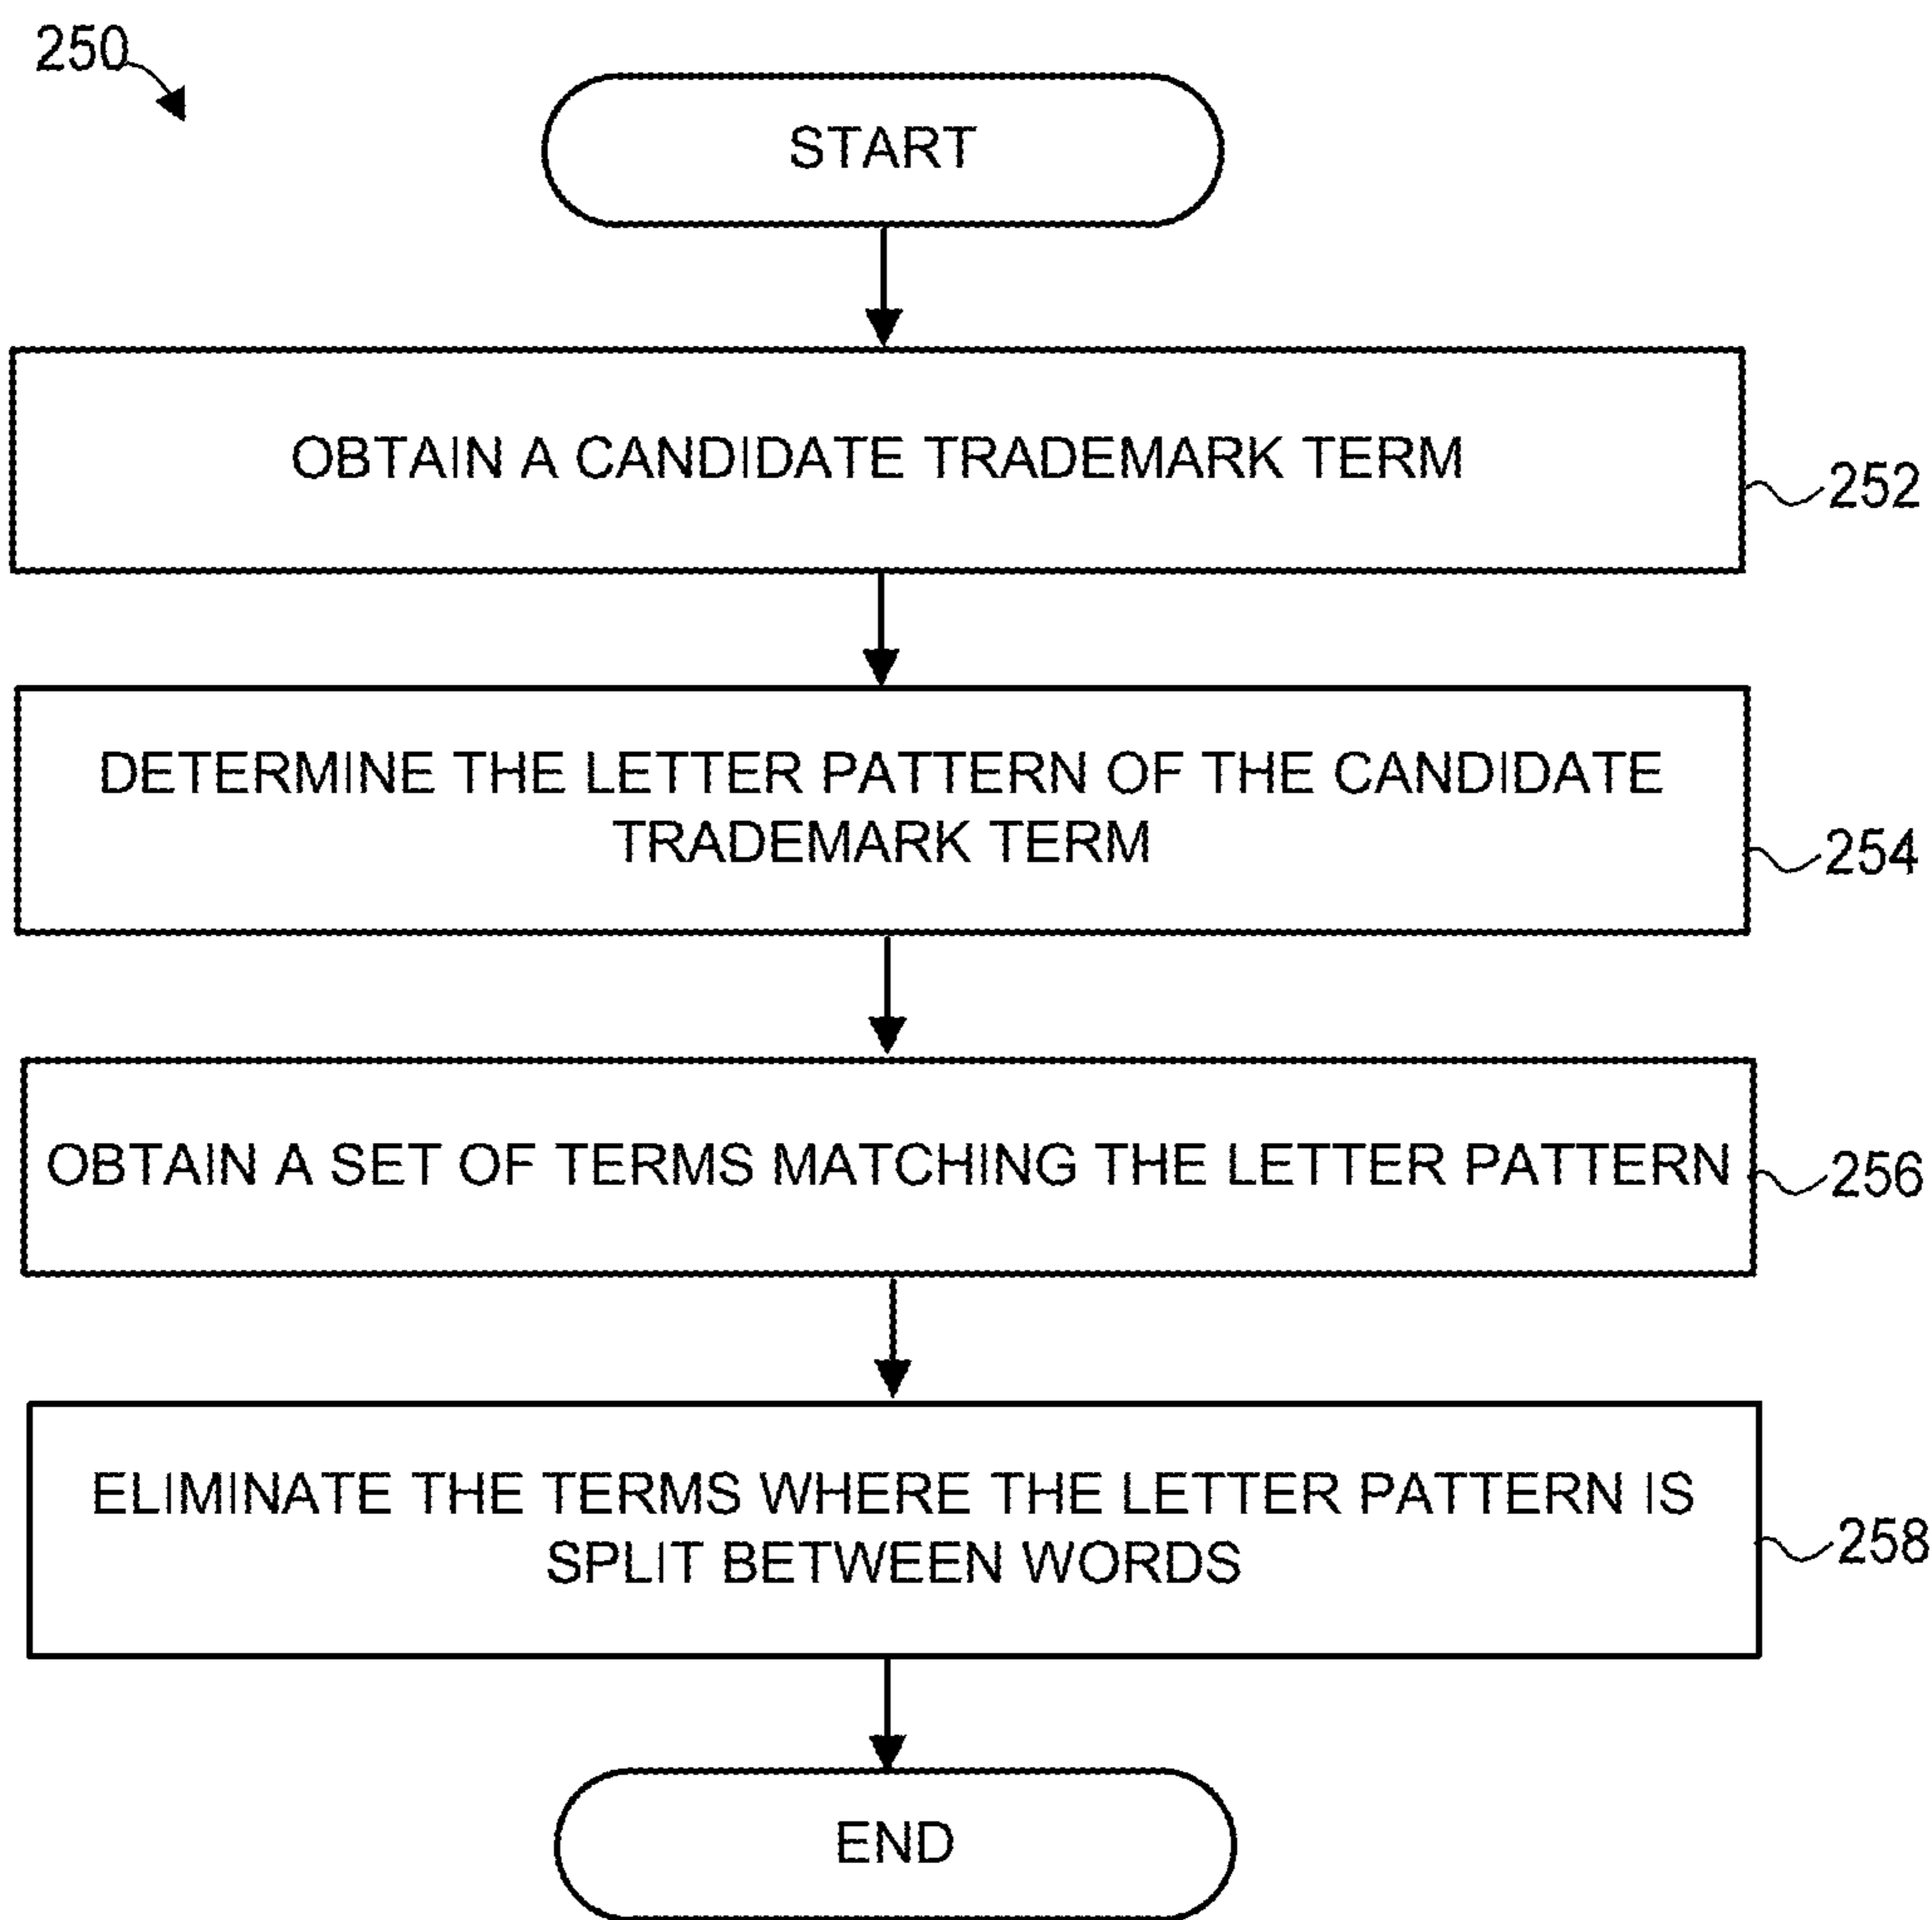 250
START
OBTAIN A CANDIDATE TRADEMARK TERM
252
DETERMINE THE LETTER PATTERN OF THE CANDIDATE
TRADEMARK TERM
254
OBTAIN A SET OF TERMS MATCHING THE LETTER PATTERN
256
ELIMINATE THE TERMS WHERE THE LETTER PATTERN IS
SPLIT BETWEEN WORDS
258
END